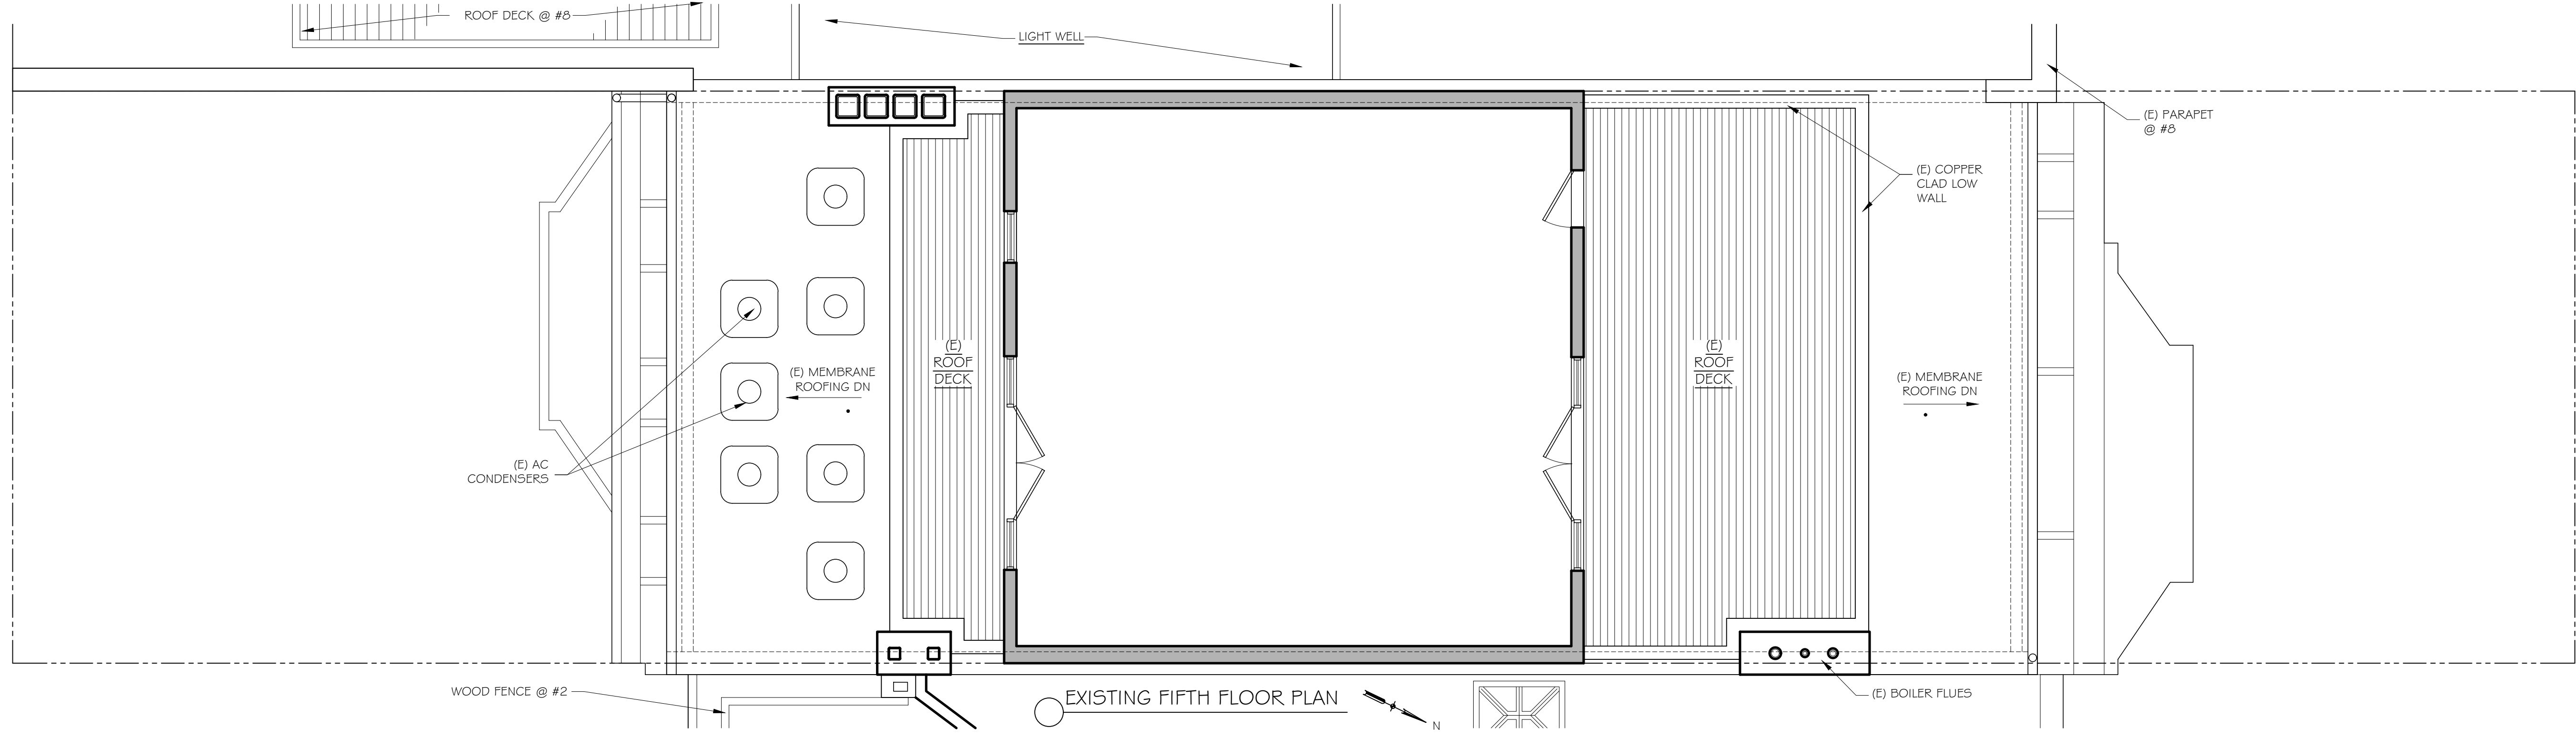 ROOF DECK @ #8
LIGHT WELL
(E) PARAPET
@ #8
(E) COPPER
CLAD LOW
WALL
(E)
ROOF
DECK
(E)
ROOF
DECK
(E) MEMBRANE
ROOFING DN
(E) MEMBRANE
ROOFING DN
(E) AC
CONDENSERS
WOOD FENCE @ #2
EXISTING FIFTH FLOOR PLAN
N
(E) BOILER FLUES